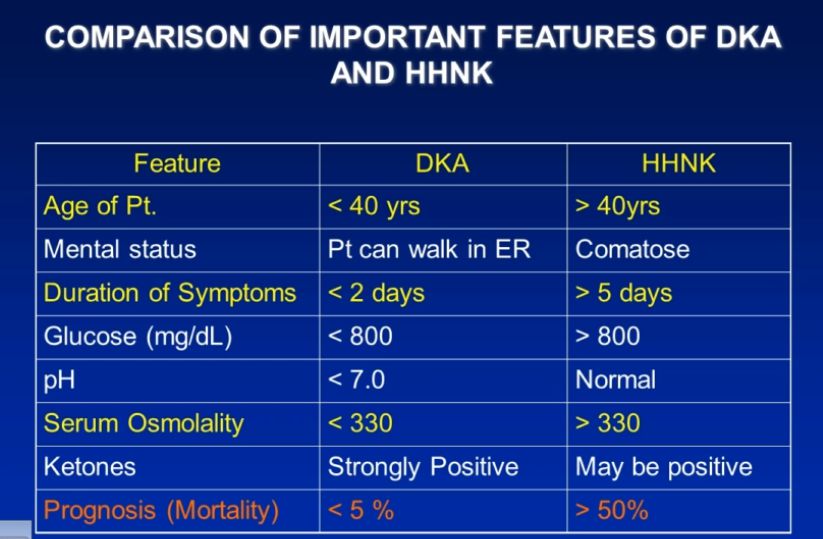 COMPARISON OF IMPORTANT FEATURES OF DKA
AND HHNK
Feature DKA HHNK
Age of Pt. < 40 yrs > 40yrs
Mental status Pt can walk in ER Comatose
Duration of Symptoms < 2 days > 5 days
Glucose (mg/dL) < 800 > 800
pH < 7.0 Normal
Serum Osmolality < 330 > 330
Ketones Strongly Positive May be positive
Prognosis (Mortality) < 5 % > 50%